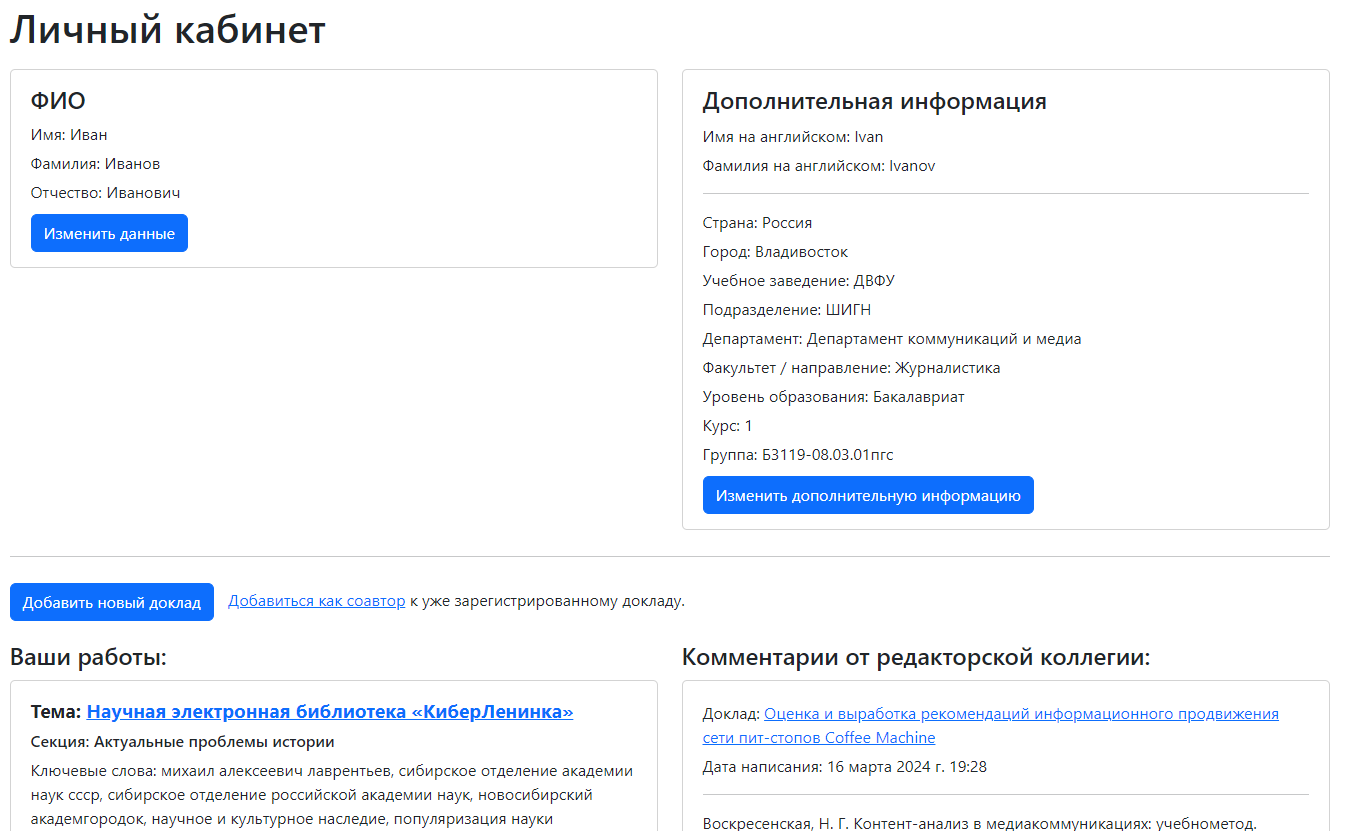 Личный кабинет
ФИО
Имя: Иван
Фамилия: Иванов
Отчество: Иванович
Изменить данные
Дополнительная информация
Имя на английском: Ivan
Фамилия на английском: Ivanov
Страна: Россия
Город: Владивосток
Учебное заведение: ДВФУ
Подразделение: ШИГН
Департамент: Департамент коммуникаций и медиа
Факультет / направление: Журналистика
Уровень образования: Бакалавриат
Курс: 1
Группа: Б3119-08.03.01пгс
Изменить дополнительную информацию
Добавить новый доклад
Добавиться как соавтор к уже зарегистрированному докладу.
Ваши работы:
Тема: Научная электронная библиотека «КиберЛенинка»
Секция: Актуальные проблемы истории
Ключевые слова: михаил алексеевич лаврентьев, сибирское отделение академии
наук ссср, сибирское отделение российской академии наук, новосибирский
академгородок, научное и культурное наследие, популяризация науки
Комментарии от редакторской коллегии:
Доклад: Оценка и выработка рекомендаций информационного продвижения
сети пит-стопов Coffee Machine
Дата написания: 16 марта 2024 г. 19:28
Воскресенская, Н. Г. Контент-анализ в медиакоммуникациях: учебнометод.